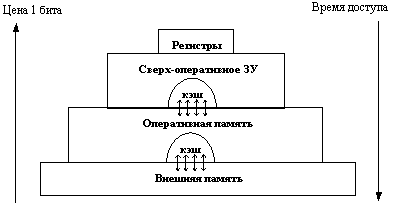 Цена 1 бита
Время доступа
Регистры
Сверх-оперативное ЗУ
кэш
Оперативная память
кэш
Внешняя память